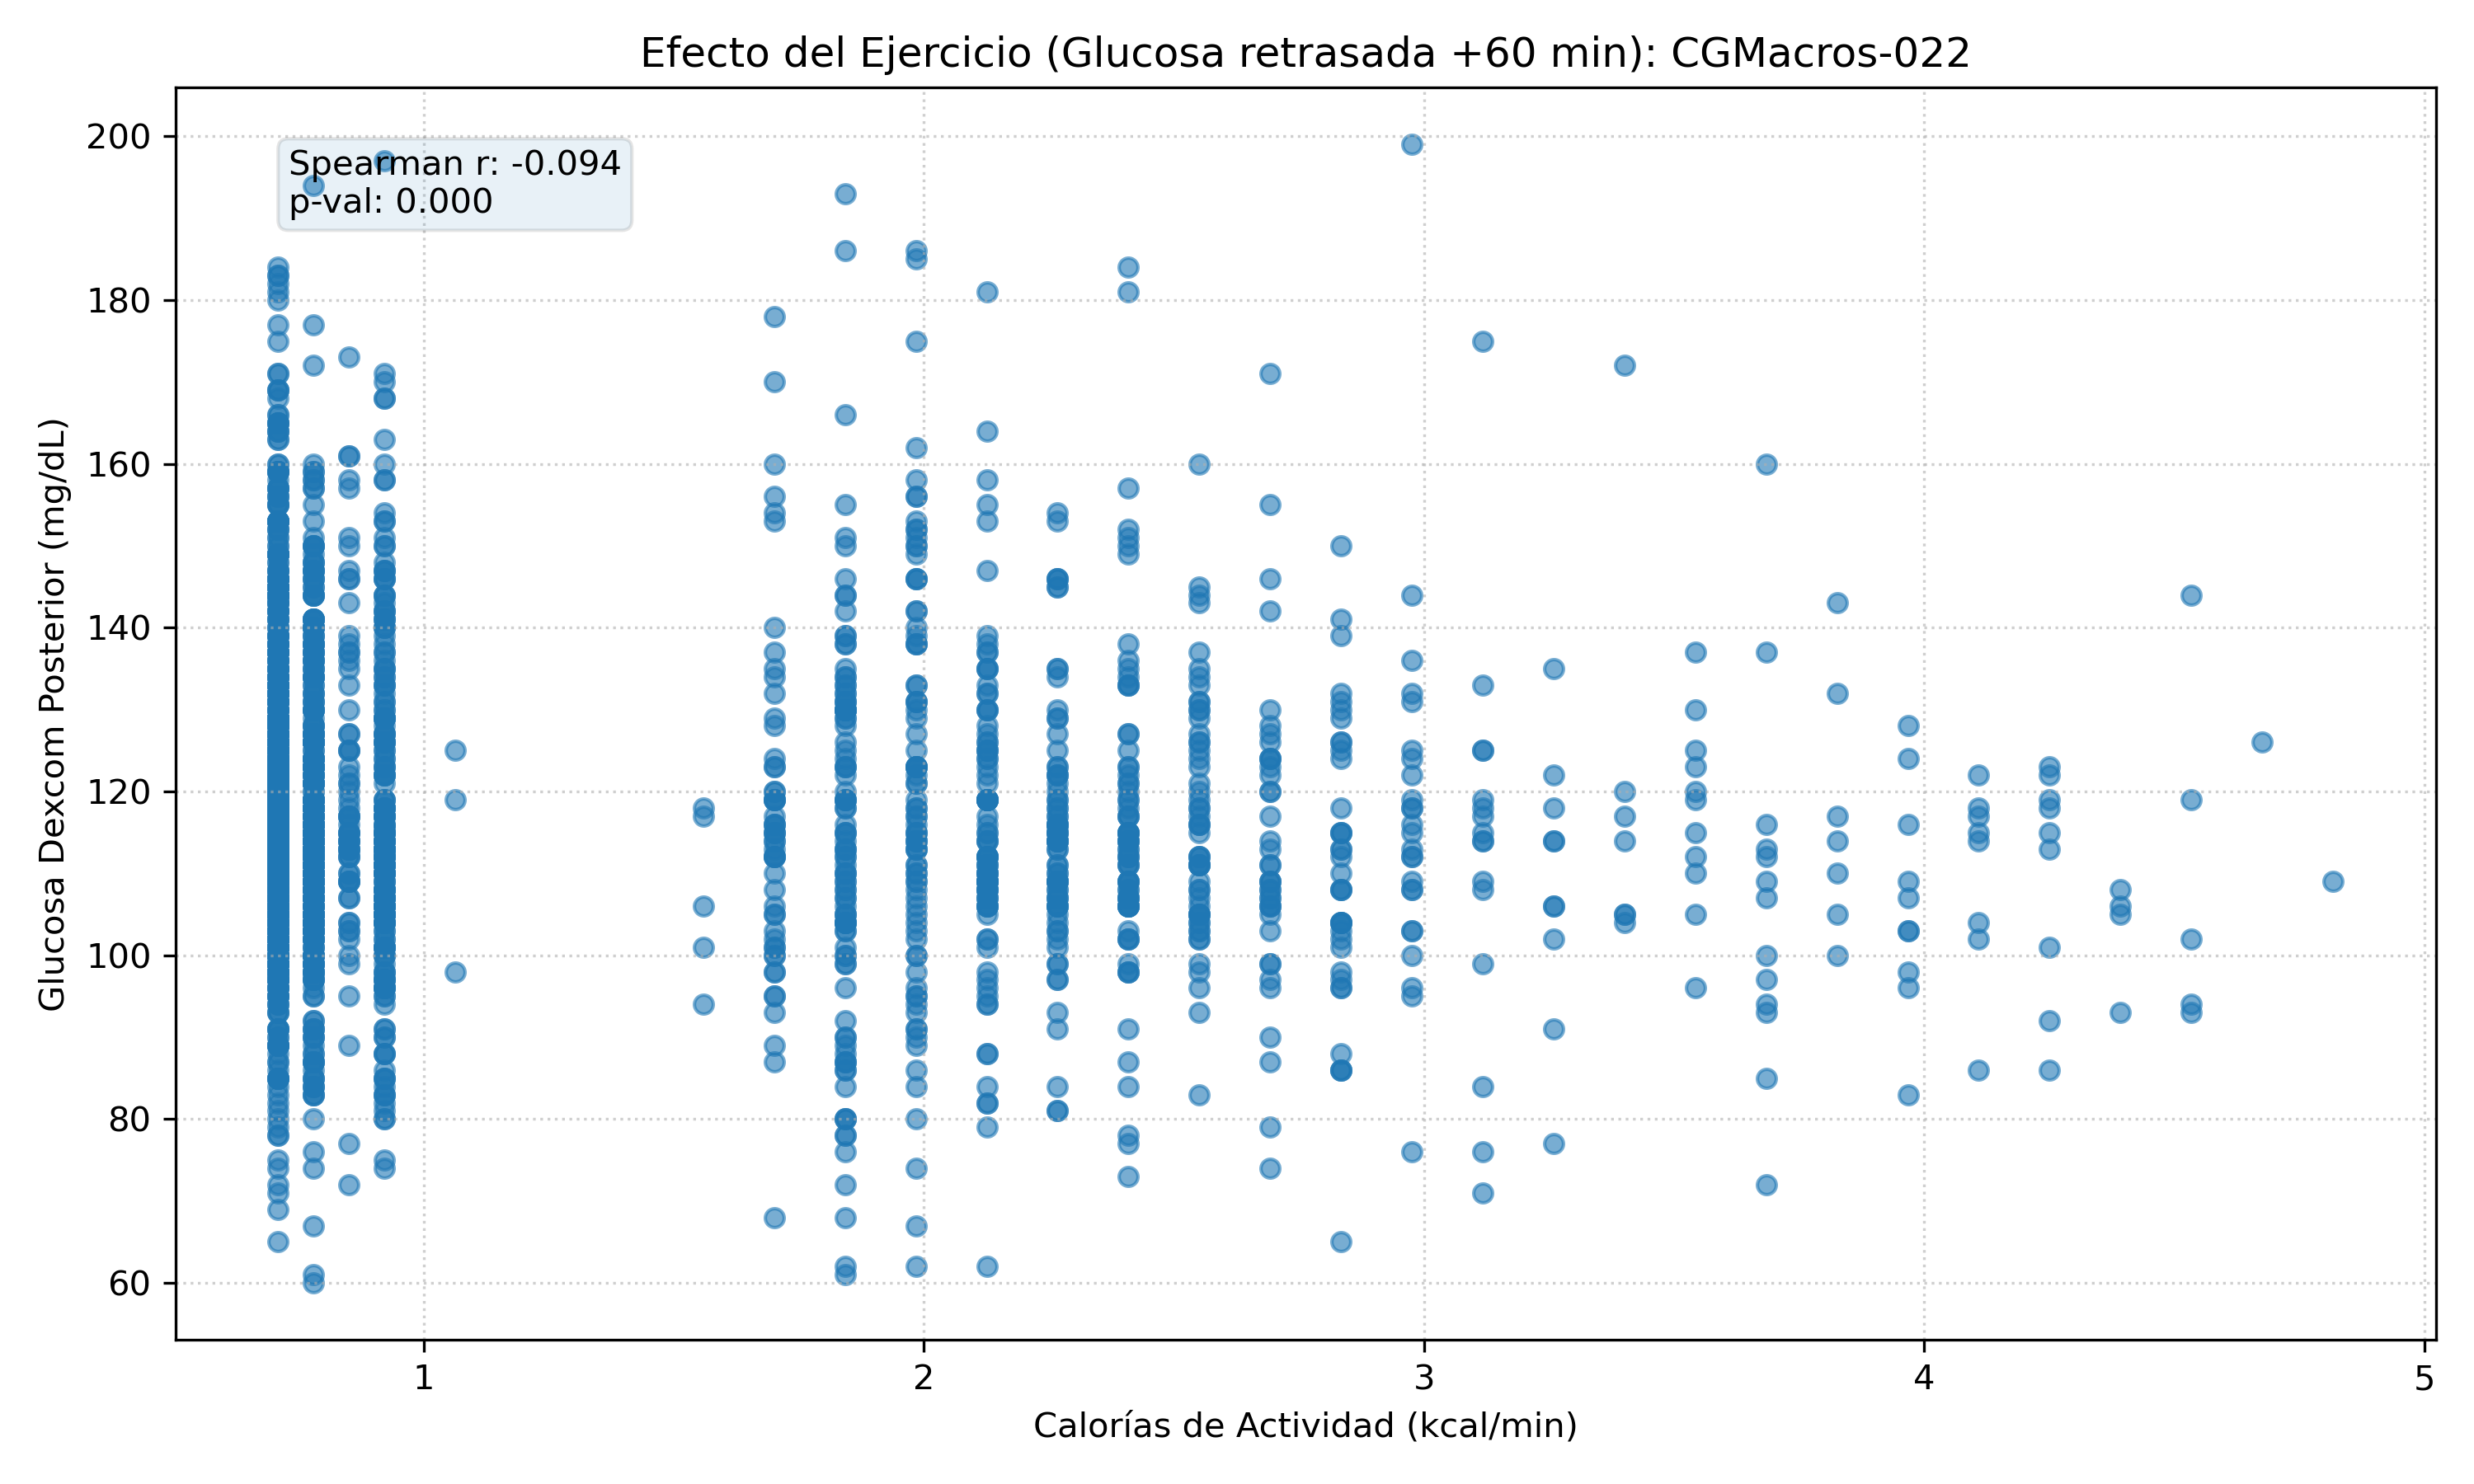 Efecto del Ejercicio (Glucosa retrasada +60 min): CGMacros-022
Spearman r: -0.094
p-val: 0.000
Glucosa Dexcom Posterior (mg/dL)
200
180
160
140
120
100
80
60
1
2
3
4
5
Calorías de Actividad (kcal/min)